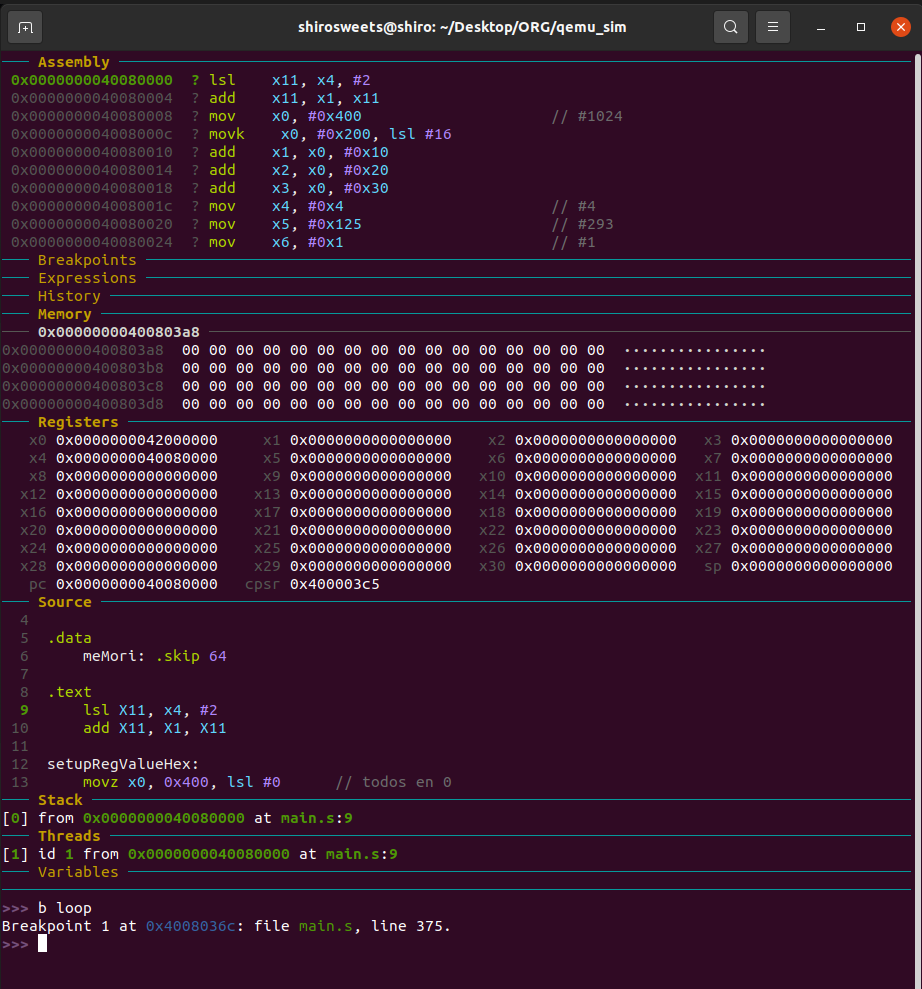 shirosweets@shiro: ~/Desktop/ORG/qemu_sim
Assembly
0x0000000040080000 ? lsl x11, x4, #2
0x0000000040080004 ? add x11, x1, x11
0x0000000040080008 ? mov x0, #0x400 // #1024
0x000000004008000c ? movk x0, #0x200, lsl #16
0x0000000040080010 ? add x1, x0, #0x10
0x0000000040080014 ? add x2, x0, #0x20
0x0000000040080018 ? add x3, x0, #0x30
0x000000004008001c ? mov x4, #0x4 // #4
0x0000000040080020 ? mov x5, #0x125 // #293
0x0000000040080024 ? mov x6, #0x1 // #1
Breakpoints
Expressions
History
Memory
0x00000000400803a8
0x00000000400803a8 00 00 00 00 00 00 00 00 00 00 00 00 00 00 00 00 ················
0x00000000400803b8 00 00 00 00 00 00 00 00 00 00 00 00 00 00 00 00 ················
0x00000000400803c8 00 00 00 00 00 00 00 00 00 00 00 00 00 00 00 00 ················
0x00000000400803d8 00 00 00 00 00 00 00 00 00 00 00 00 00 00 00 00 ················
Registers
x0 0x0000000042000000 x1 0x0000000000000000 x2 0x0000000000000000 x3 0x0000000000000000
x4 0x0000000040080000 x5 0x0000000000000000 x6 0x0000000000000000 x7 0x0000000000000000
x8 0x0000000000000000 x9 0x0000000000000000 x10 0x0000000000000000 x11 0x0000000000000000
x12 0x0000000000000000 x13 0x0000000000000000 x14 0x0000000000000000 x15 0x0000000000000000
x16 0x0000000000000000 x17 0x0000000000000000 x18 0x0000000000000000 x19 0x0000000000000000
x20 0x0000000000000000 x21 0x0000000000000000 x22 0x0000000000000000 x23 0x0000000000000000
x24 0x0000000000000000 x25 0x0000000000000000 x26 0x0000000000000000 x27 0x0000000000000000
x28 0x0000000000000000 x29 0x0000000000000000 x30 0x0000000000000000 sp 0x0000000000000000
pc 0x0000000040080000 cpsr 0x400003c5
Source
4
5 .data
6 meMori: .skip 64
7
8 .text
9 lsl X11, x4, #2
10 add X11, X1, X11
11
12 setupRegValueHex:
13 movz x0, 0x400, lsl #0 // todos en 0
Stack
[0] from 0x0000000040080000 at main.s:9
Threads
[1] id 1 from 0x0000000040080000 at main.s:9
Variables
>>> b loop
Breakpoint 1 at 0x4008036c: file main.s, line 375.
>>>